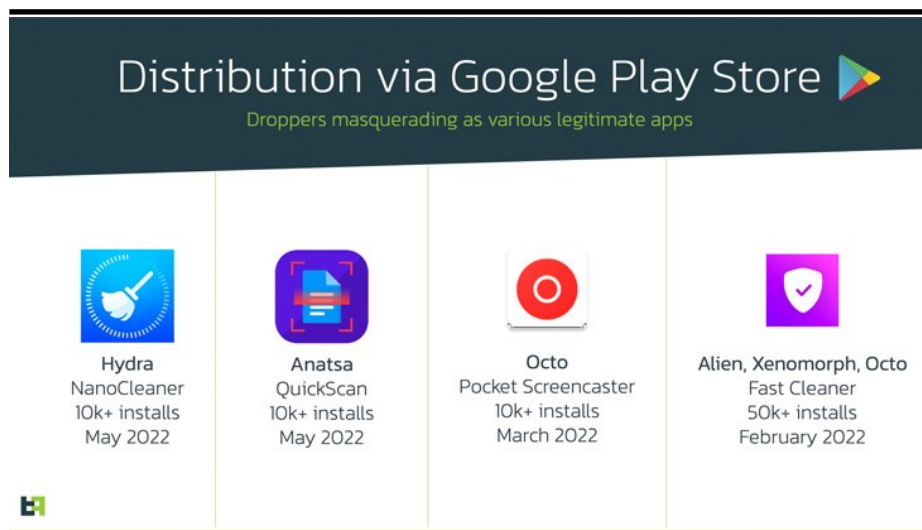 Distribution via Google Play Store
Droppers masquerading as various legitimate apps
Hydra
NanoCleaner
10k+ installs
May 2022
Anatsa
QuickScan
10k+ installs
May 2022
Octo
Pocket Screencaster
10k+ installs
March 2022
Alien, Xenomorph, Octo
Fast Cleaner
50k+ installs
February 2022